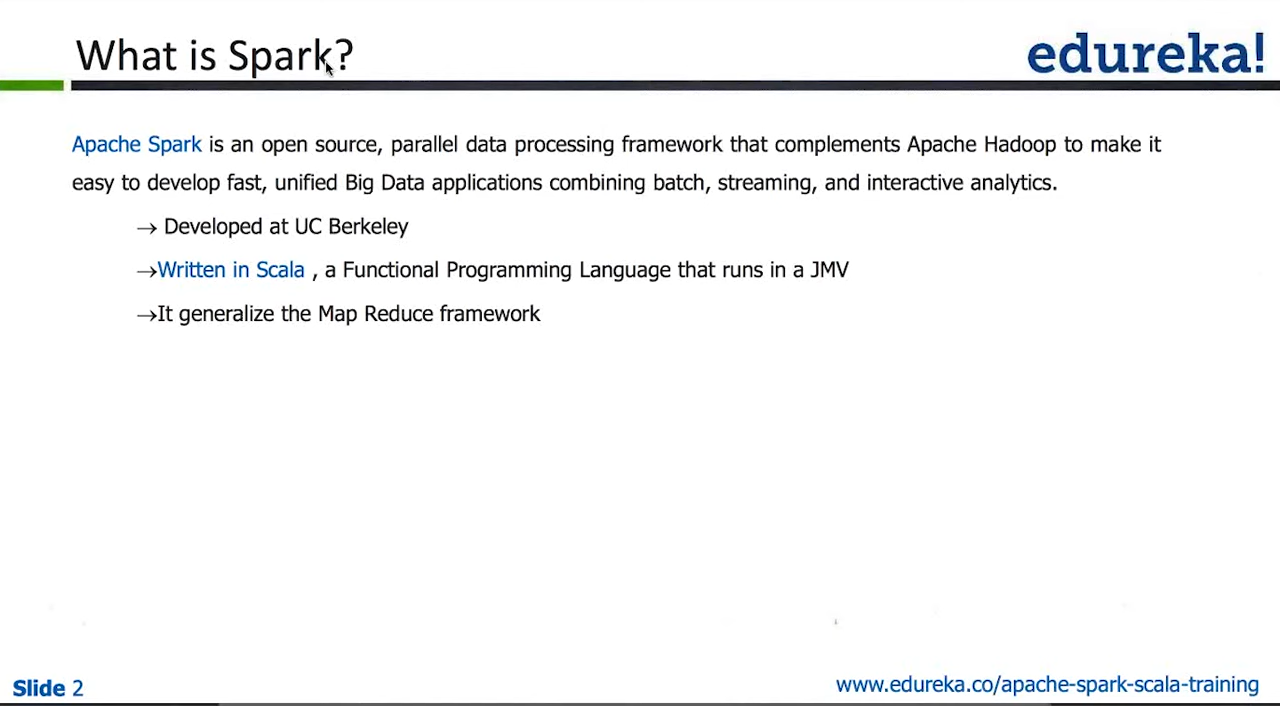 What is Spark?
edureka!
Apache Spark is an open source, parallel data processing framework that complements Apache Hadoop to make it
easy to develop fast, unified Big Data applications combining batch, streaming, and interactive analytics.
→ Developed at UC Berkeley
→Written in Scala , a Functional Programming Language that runs in a JMV
→It generalize the Map Reduce framework
Slide 2
www.edureka.co/apache-spark-scala-training